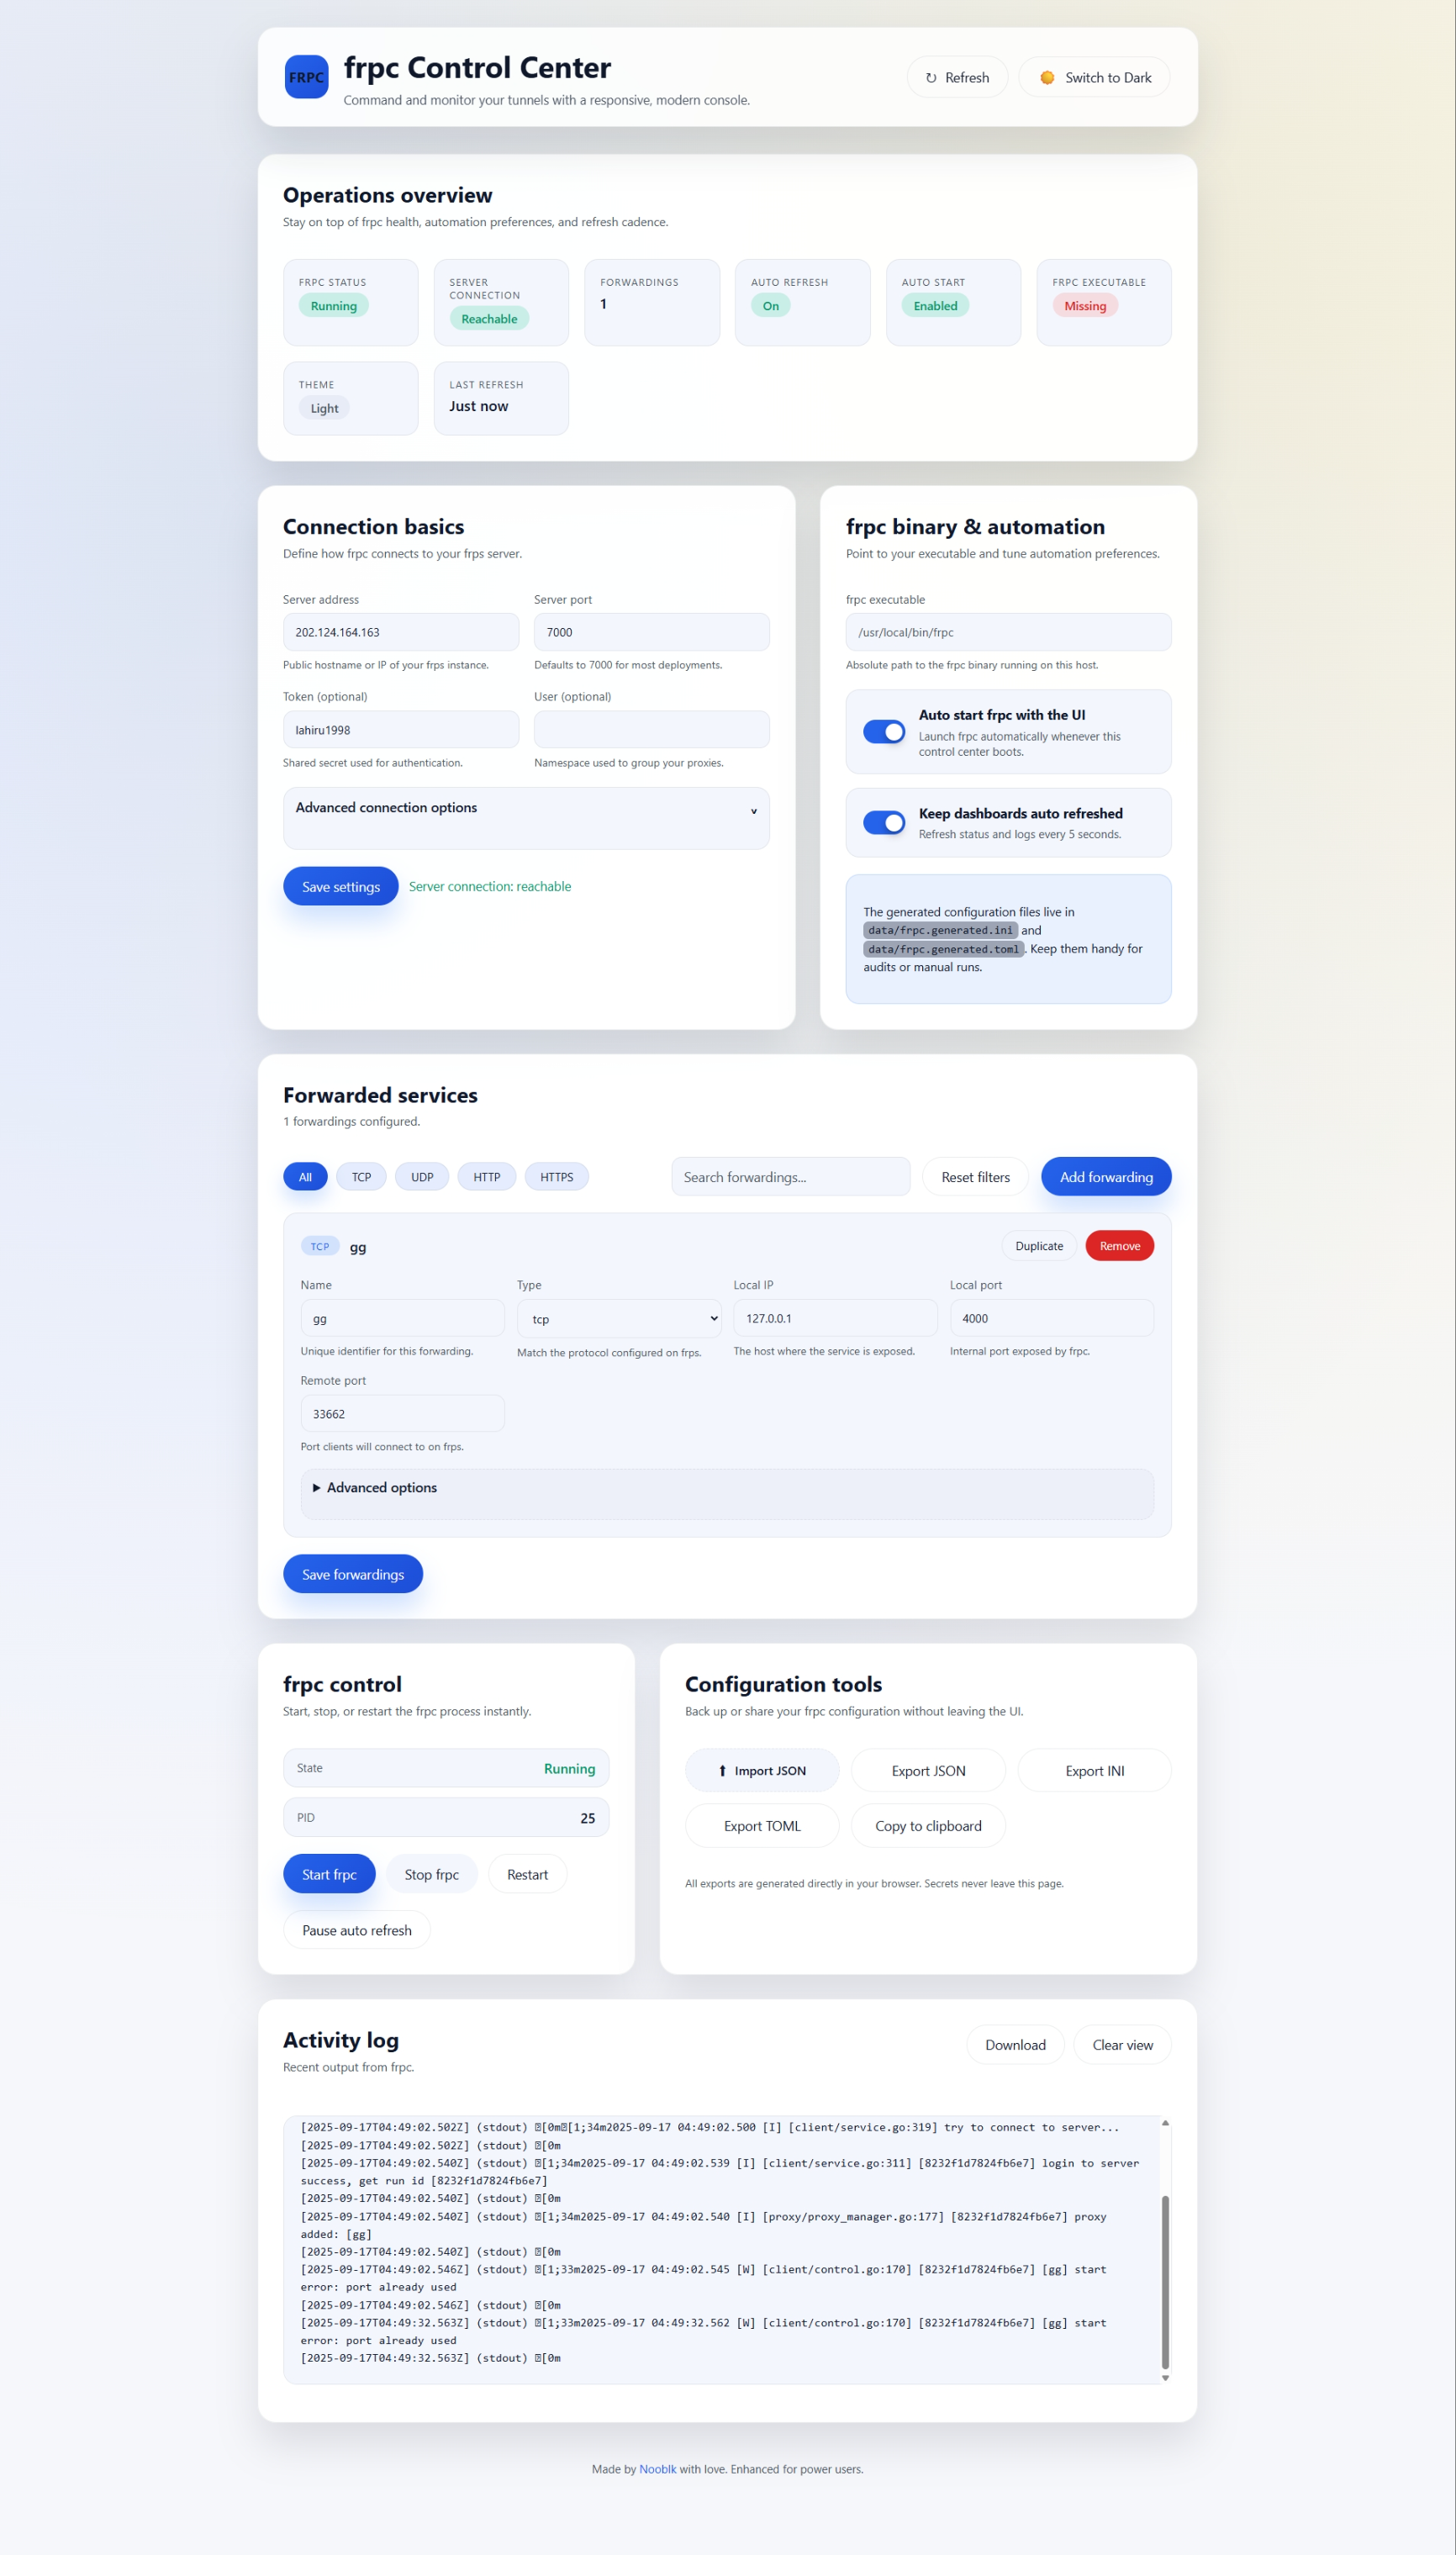 FRPC
frpc Control Center
Command and monitor your tunnels with a responsive, modern console.
↻ Refresh
Switch to Dark
Operations overview
Stay on top of frpc health, automation preferences, and refresh cadence.
FRPC STATUS
Running
SERVER
CONNECTION
Reachable
FORWARDINGS
1
AUTO REFRESH
On
AUTO START
Enabled
FRPC EXECUTABLE
Missing
THEME
Light
LAST REFRESH
Just now
Connection basics
Define how frpc connects to your frps server.
Server address
202.124.164.163
Public hostname or IP of your frps instance.
Server port
7000
Defaults to 7000 for most deployments.
Token (optional)
lahiru1998
Shared secret used for authentication.
User (optional)
Namespace used to group your proxies.
Advanced connection options
v
Save settings
Server connection: reachable
frpc binary & automation
Point to your executable and tune automation preferences.
frpc executable
/usr/local/bin/frpc
Absolute path to the frpc binary running on this host.
Auto start frpc with the UI
Launch frpc automatically whenever this
control center boots.
Keep dashboards auto refreshed
Refresh status and logs every 5 seconds.
The generated configuration files live in
data/frpc.generated.ini and
data/frpc.generated.toml. Keep them handy for
audits or manual runs.
Forwarded services
1 forwardings configured.
All
TCP
UDP
HTTP
HTTPS
Search forwardings...
Reset filters
Add forwarding
TCP gg
Duplicate
Remove
Name
gg
Unique identifier for this forwarding.
Type
tcp
Match the protocol configured on frps.
Local IP
127.0.0.1
The host where the service is exposed.
Local port
4000
Internal port exposed by frpc.
Remote port
33662
Port clients will connect to on frps.
▶ Advanced options
Save forwardings
frpc control
Start, stop, or restart the frpc process instantly.
State
Running
PID
25
Start frpc
Stop frpc
Restart
Pause auto refresh
Configuration tools
Back up or share your frpc configuration without leaving the UI.
⬆ Import JSON
Export JSON
Export INI
Export TOML
Copy to clipboard
All exports are generated directly in your browser. Secrets never leave this page.
Activity log
Recent output from frpc.
Download
Clear view
[2025-09-17T04:49:02.502Z] (stdout) [0m[1;34m2025-09-17 04:49:02.500 [I] [client/service.go:319] try to connect to server...
[2025-09-17T04:49:02.502Z] (stdout) [0m
[2025-09-17T04:49:02.540Z] (stdout) [1;34m2025-09-17 04:49:02.539 [I] [client/service.go:311] [8232f1d7824fb6e7] login to server
success, get run id [8232f1d7824fb6e7]
[2025-09-17T04:49:02.540Z] (stdout) [0m
[2025-09-17T04:49:02.540Z] (stdout) [1;34m2025-09-17 04:49:02.540 [I] [proxy/proxy_manager.go:177] [8232f1d7824fb6e7] proxy
added: [gg]
[2025-09-17T04:49:02.540Z] (stdout) [0m
[2025-09-17T04:49:02.546Z] (stdout) [1;33m2025-09-17 04:49:02.545 [W] [client/control.go:170] [8232f1d7824fb6e7] [gg] start
error: port already used
[2025-09-17T04:49:02.546Z] (stdout) [0m
[2025-09-17T04:49:32.563Z] (stdout) [1;33m2025-09-17 04:49:32.562 [W] [client/control.go:170] [8232f1d7824fb6e7] [gg] start
error: port already used
[2025-09-17T04:49:32.563Z] (stdout) [0m
Made by Nooblk with love. Enhanced for power users.